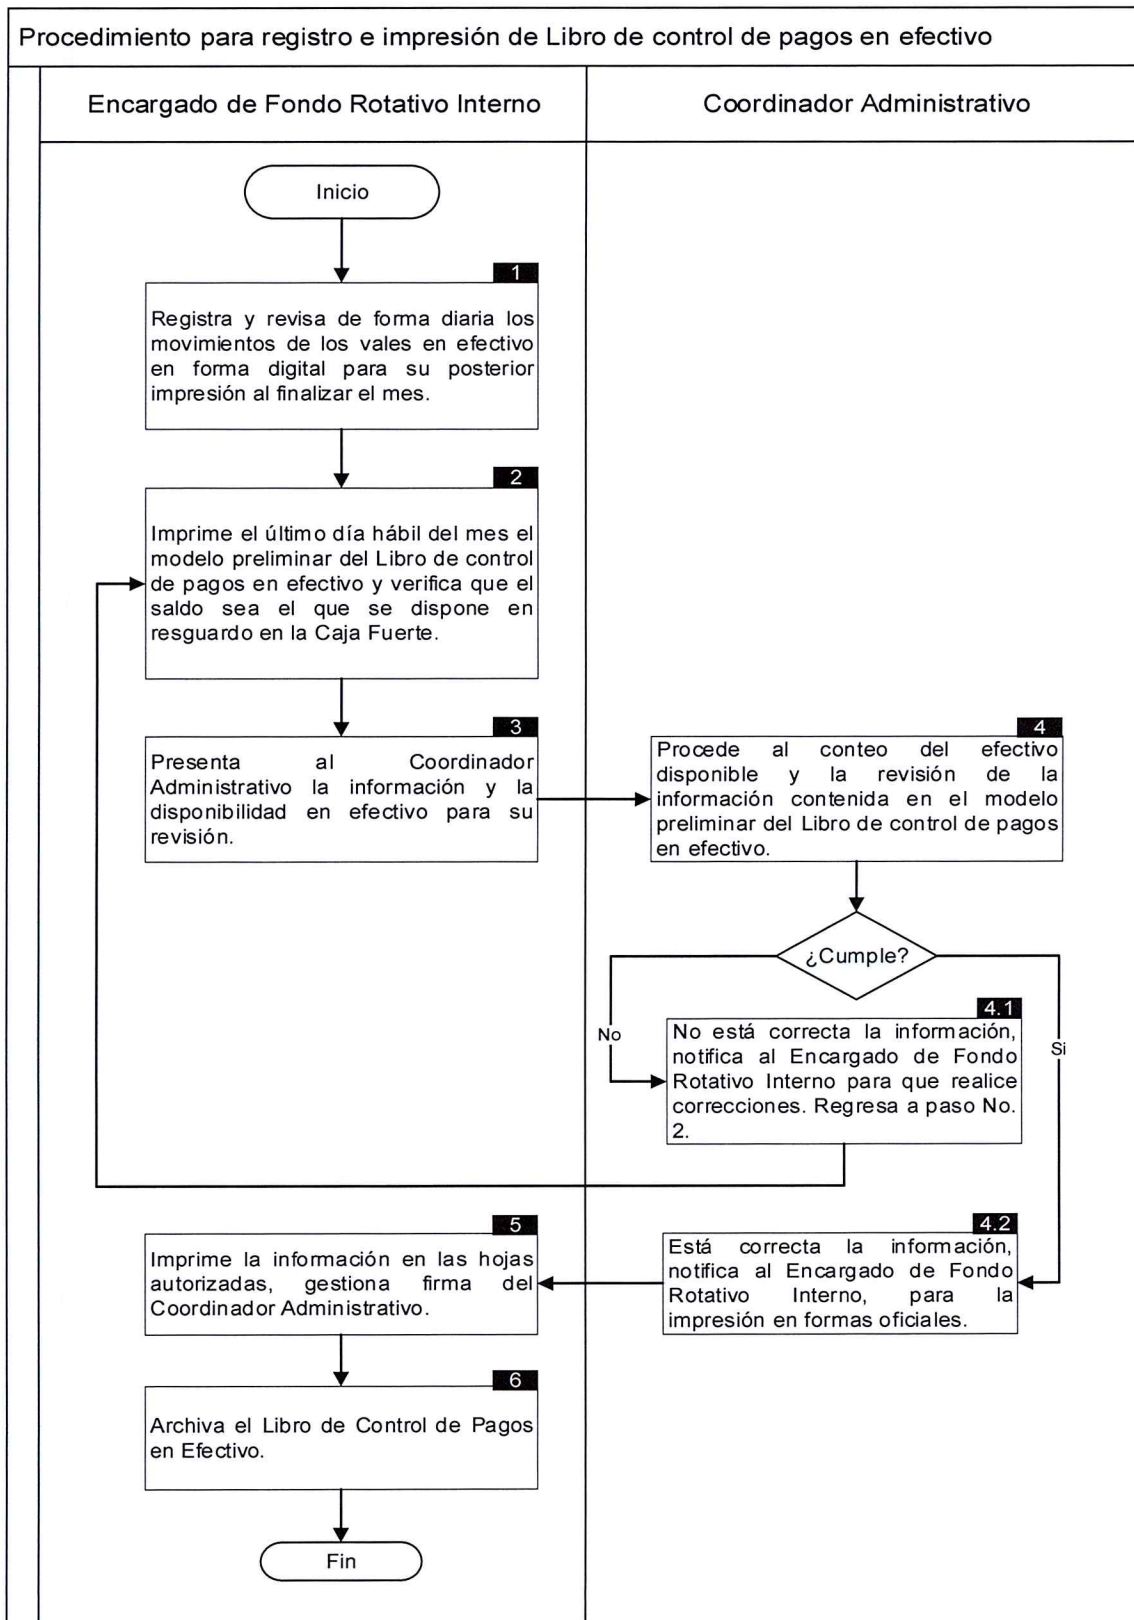 Procedimiento para registro e impresión de Libro de control de pagos en efectivo
Encargado de Fondo Rotativo Interno
Coordinador Administrativo
Inicio
1
Registra y revisa de forma diaria los
movimientos de los vales en efectivo
en forma digital para su posterior
impresión al finalizar el mes.
2
Imprime el último día hábil del mes el
modelo preliminar del Libro de control
de pagos en efectivo y verifica que el
saldo sea el que se dispone en
resguardo en la Caja Fuerte.
3
Presenta al Coordinador
Administrativo la información y la
disponibilidad en efectivo para su
revisión.
4
Procede al conteo del efectivo
disponible y la revisión de la
información contenida en el modelo
preliminar del Libro de control de pagos
en efectivo.
¿Cumple?
No
Si
4.1
No está correcta la información,
notifica al Encargado de Fondo
Rotativo Interno para que realice
correcciones. Regresa a paso No.
2.
4.2
Está correcta la información,
notifica al Encargado de Fondo
Rotativo Interno, para la
impresión en formas oficiales.
5
Imprime la información en las hojas
autorizadas, gestiona firma del
Coordinador Administrativo.
6
Archiva el Libro de Control de Pagos
en Efectivo.
Fin